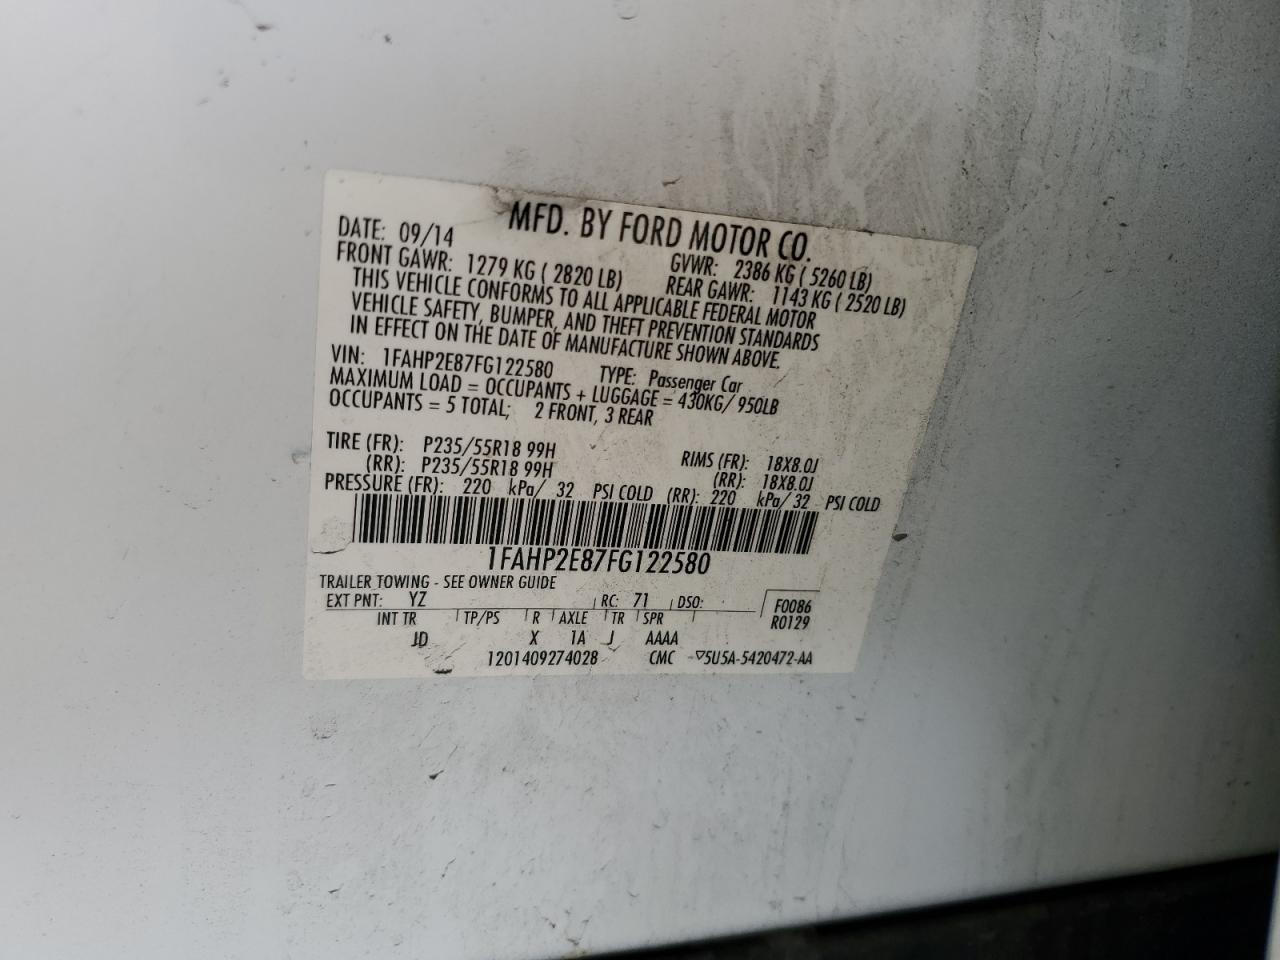 MFD. BY FORD MOTOR CO.
DATE: 09/14 GVWR: 2386 KG ( 5260 LB)
FRONT GAWR: 1279 KG ( 2820 LB) REAR GAWR: 1143 KG ( 2520 LB)
THIS VEHICLE CONFORMS TO ALL APPLICABLE FEDERAL MOTOR
VEHICLE SAFETY, BUMPER, AND THEFT PREVENTION STANDARDS
IN EFFECT ON THE DATE OF MANUFACTURE SHOWN ABOVE.
VIN: 1FAHP2E87FG122580 TYPE: Passenger Car
MAXIMUM LOAD = OCCUPANTS + LUGGAGE = 430KG/ 950LB
OCCUPANTS = 5 TOTAL; 2 FRONT, 3 REAR
TIRE (FR): P235/55R18 99H RIMS (FR): 18X8.0J
(RR): P235/55R18 99H (RR): 18X8.0J
PRESSURE (FR): 220 kPa/ 32 PSI COLD (RR): 220 kPa/ 32 PSI COLD
1FAHP2E87FG122580
TRAILER TOWING - SEE OWNER GUIDE
EXT PNT: YZ RC: 71 DSO: F0086
INT TR TP/PS R AXLE TR SPR R0129
JD X 1A J AAAA
1201409274028 CMC ▽5U5A-5420472-AA